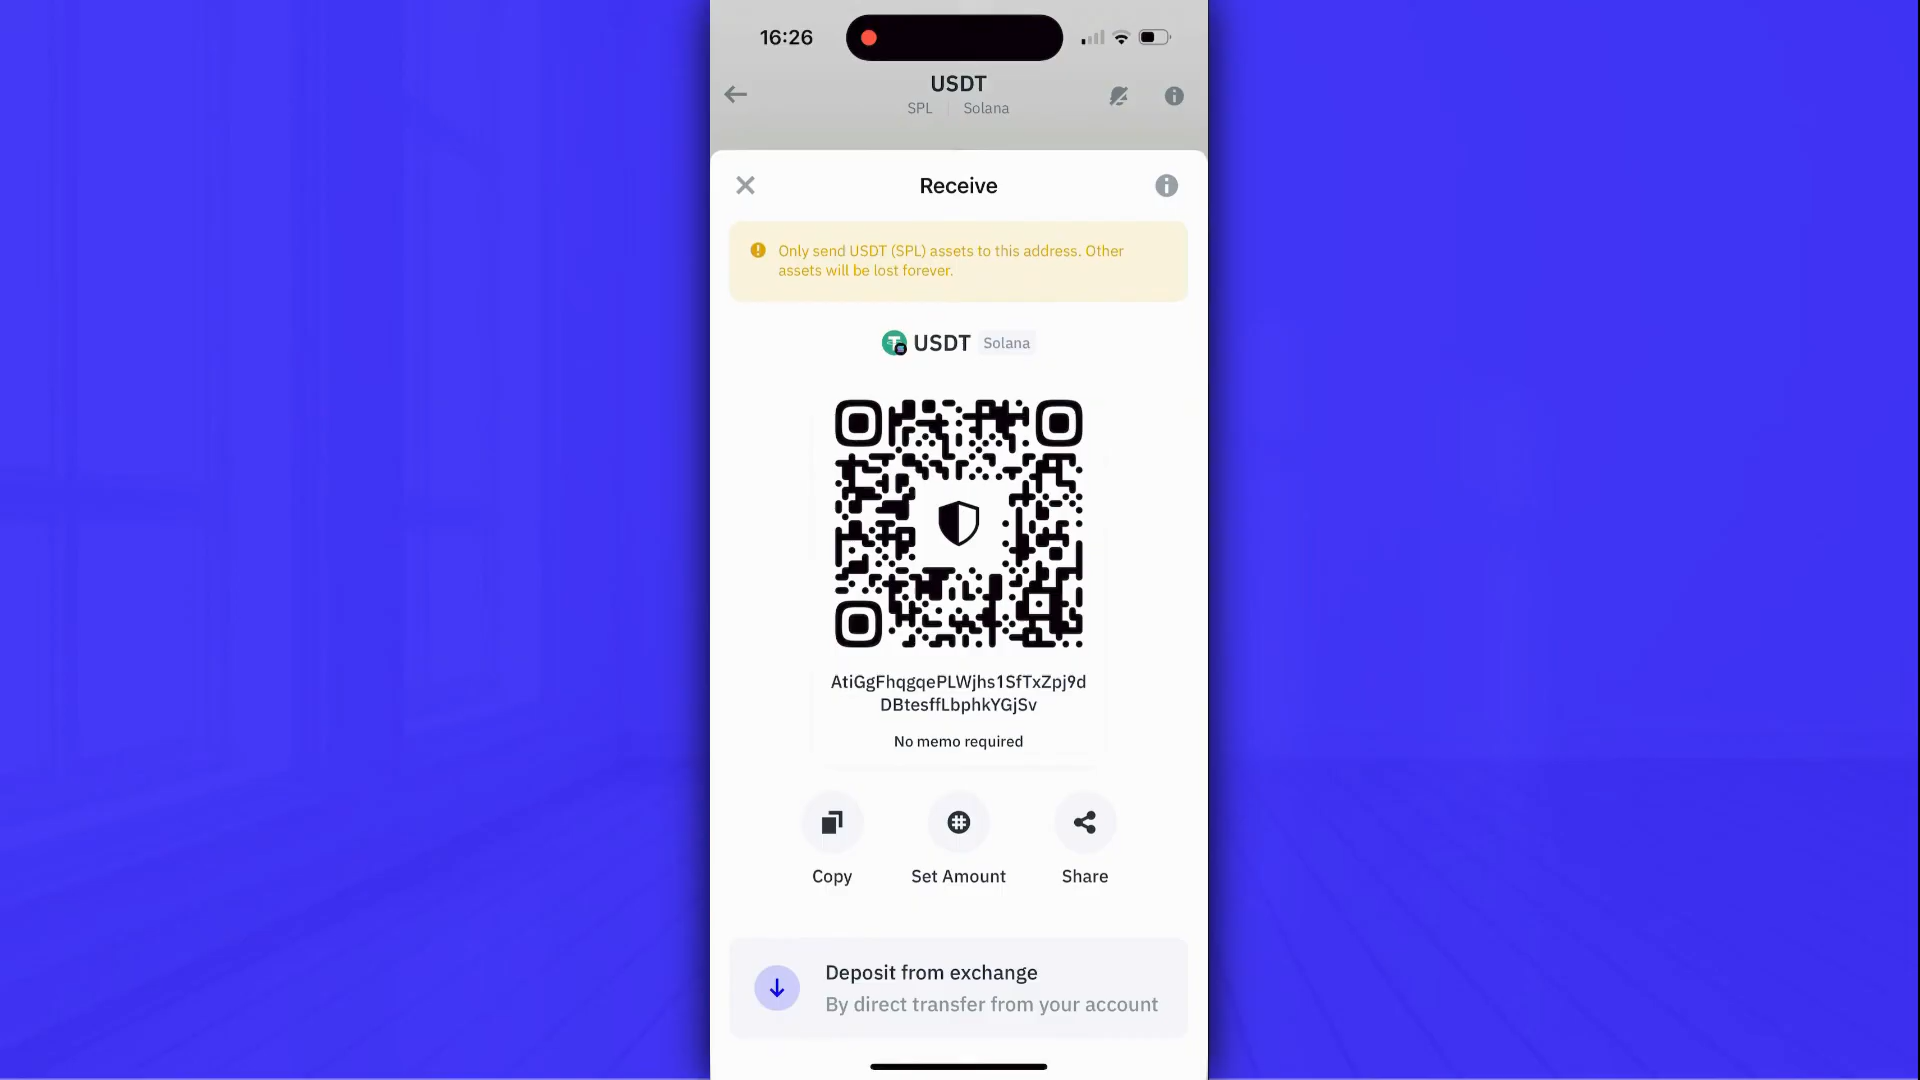 16:26
USDT
SPL Solana
Receive
Only send USDT (SPL) assets to this address. Other
assets will be lost forever.
USDT Solana
AtiGgFhqgqePLWjhs1SfTxZpj9d
DBtesffLbphkYGjSv
No memo required
Copy Set Amount Share
Deposit from exchange
By direct transfer from your account